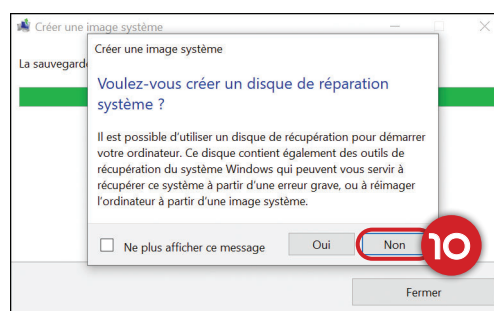 Créer une image système
Créer une image système
La sauvegarde
Voulez-vous créer un disque de réparation
système ?
Il est possible d'utiliser un disque de récupération pour démarrer
votre ordinateur. Ce disque contient également des outils de
récupération du système Windows qui peuvent vous servir à
récupérer ce système à partir d'une erreur grave, ou à réimager
l'ordinateur à partir d'une image système.
Ne plus afficher ce message
Oui
Non
10
Fermer